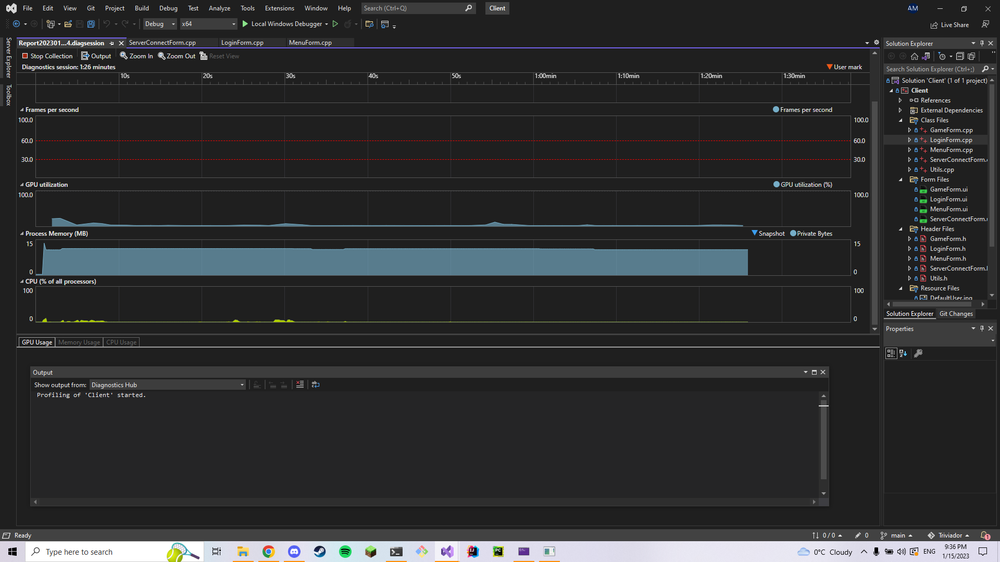 File Edit View Git Project Build Debug Test Analyze Tools Extensions Window Help Search (Ctrl+Q) Client AM
Debug x64 Local Windows Debugger Live Share
Server Explorer
Toolbox
Report202301...4.diagsession ServerConnectForm.cpp LoginForm.cpp MenuForm.cpp
Stop Collection Output Zoom In Zoom Out Reset View
Diagnostics session: 1:26 minutes User mark
10s 20s 30s 40s 50s 1:00min 1:10min 1:20min 1:30min
Frames per second Frames per second
100.0 100.0
60.0 60.0
30.0 30.0
GPU utilization GPU utilization (%)
100.0 100.0
Process Memory (MB) Snapshot Private Bytes
15 15
0 0
CPU (% of all processors)
100 100
0 0
GPU Usage Memory Usage CPU Usage
Output
Show output from: Diagnostics Hub
Profiling of 'Client' started.
Solution Explorer
Search Solution Explorer (Ctrl+;)
Solution 'Client' (1 of 1 project)
Client
References
External Dependencies
Class Files
GameForm.cpp
LoginForm.cpp
MenuForm.cpp
ServerConnectForm.
Utils.cpp
Form Files
GameForm.ui
LoginForm.ui
MenuForm.ui
ServerConnectForm.
Header Files
GameForm.h
LoginForm.h
MenuForm.h
ServerConnectForm.
Utils.h
Resource Files
DefaultUser.jpg
Solution Explorer Git Changes
Properties
Ready 0 / 0 0 main Triviador 1
Type here to search 0°C Cloudy ENG 9:36 PM
1/15/2023